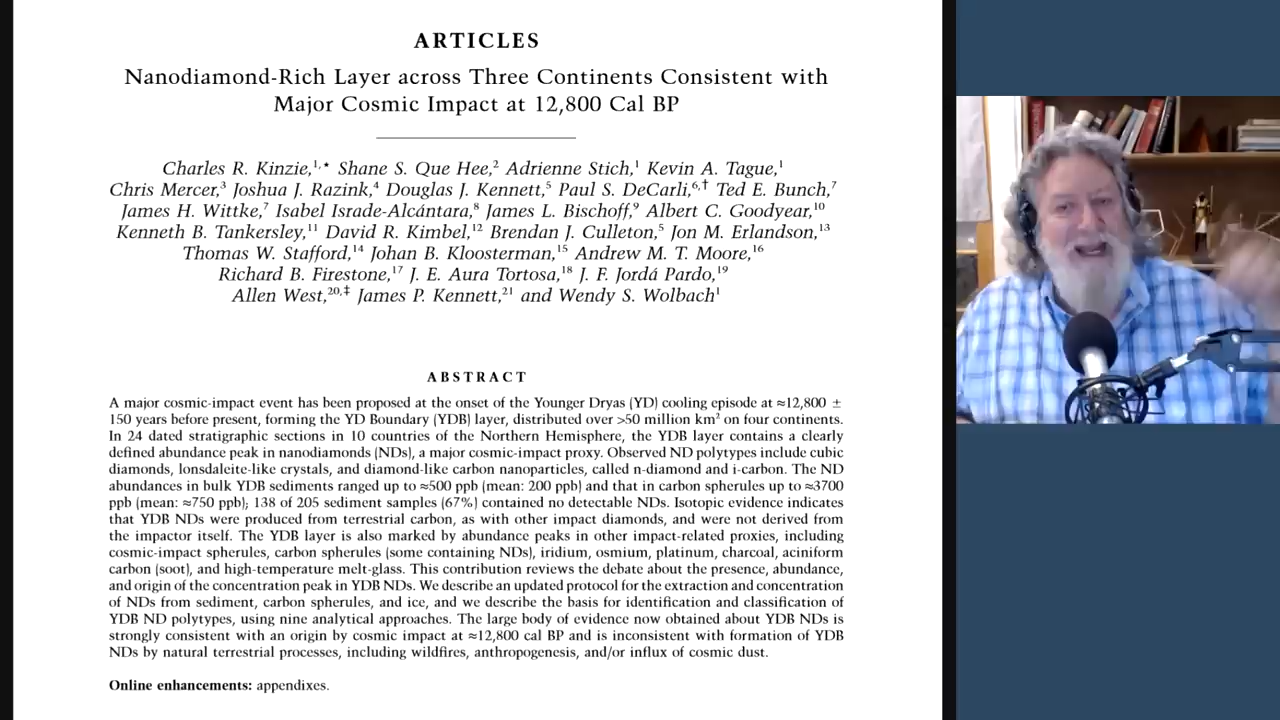 ARTICLES
Nanodiamond-Rich Layer across Three Continents Consistent with
Major Cosmic Impact at 12,800 Cal BP
Charles R. Kinzie,¹,* Shane S. Que Hee,² Adrienne Stich,¹ Kevin A. Tague,¹
Chris Mercer,³ Joshua J. Razink,⁴ Douglas J. Kennett,⁵ Paul S. DeCarli,⁶,† Ted E. Bunch,⁷
James H. Wittke,⁷ Isabel Israde-Alcántara,⁸ James L. Bischoff,⁹ Albert C. Goodyear,¹⁰
Kenneth B. Tankersley,¹¹ David R. Kimbel,¹² Brendan J. Culleton,⁵ Jon M. Erlandson,¹³
Thomas W. Stafford,¹⁴ Johan B. Kloosterman,¹⁵ Andrew M. T. Moore,¹⁶
Richard B. Firestone,¹⁷ J. E. Aura Tortosa,¹⁸ J. F. Jordá Pardo,¹⁹
Allen West,²⁰,‡ James P. Kennett,²¹ and Wendy S. Wolbach¹
ABSTRACT
A major cosmic-impact event has been proposed at the onset of the Younger Dryas (YD) cooling episode at ≈12,800 ±
150 years before present, forming the YD Boundary (YDB) layer, distributed over >50 million km² on four continents.
In 24 dated stratigraphic sections in 10 countries of the Northern Hemisphere, the YDB layer contains a clearly
defined abundance peak in nanodiamonds (NDs), a major cosmic-impact proxy. Observed ND polytypes include cubic
diamonds, lonsdaleite-like crystals, and diamond-like carbon nanoparticles, called n-diamond and i-carbon. The ND
abundances in bulk YDB sediments ranged up to ≈500 ppb (mean: 200 ppb) and that in carbon spherules up to ≈3700
ppb (mean: ≈750 ppb); 138 of 205 sediment samples (67%) contained no detectable NDs. Isotopic evidence indicates
that YDB NDs were produced from terrestrial carbon, as with other impact diamonds, and were not derived from
the impactor itself. The YDB layer is also marked by abundance peaks in other impact-related proxies, including
cosmic-impact spherules, carbon spherules (some containing NDs), iridium, osmium, platinum, charcoal, aciniform
carbon (soot), and high-temperature melt-glass. This contribution reviews the debate about the presence, abundance,
and origin of the concentration peak in YDB NDs. We describe an updated protocol for the extraction and concentration
of NDs from sediment, carbon spherules, and ice, and we describe the basis for identification and classification of
YDB ND polytypes, using nine analytical approaches. The large body of evidence now obtained about YDB NDs is
strongly consistent with an origin by cosmic impact at ≈12,800 cal BP and is inconsistent with formation of YDB
NDs by natural terrestrial processes, including wildfires, anthropogenesis, and/or influx of cosmic dust.
Online enhancements: appendixes.